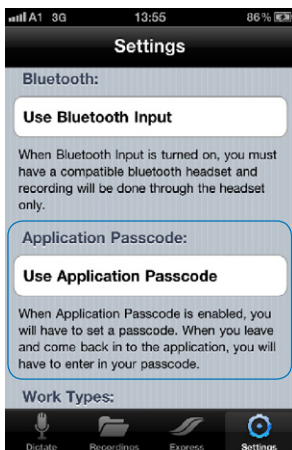 A1 3G 13:55 86%
Settings
Bluetooth:
Use Bluetooth Input
When Bluetooth Input is turned on, you must
have a compatible bluetooth headset and
recording will be done through the headset
only.
Application Passcode:
Use Application Passcode
When Application Passcode is enabled, you
will have to set a passcode. When you leave
and come back in to the application, you will
have to enter in your passcode.
Work Types:
Dictate Recordings Express Settings